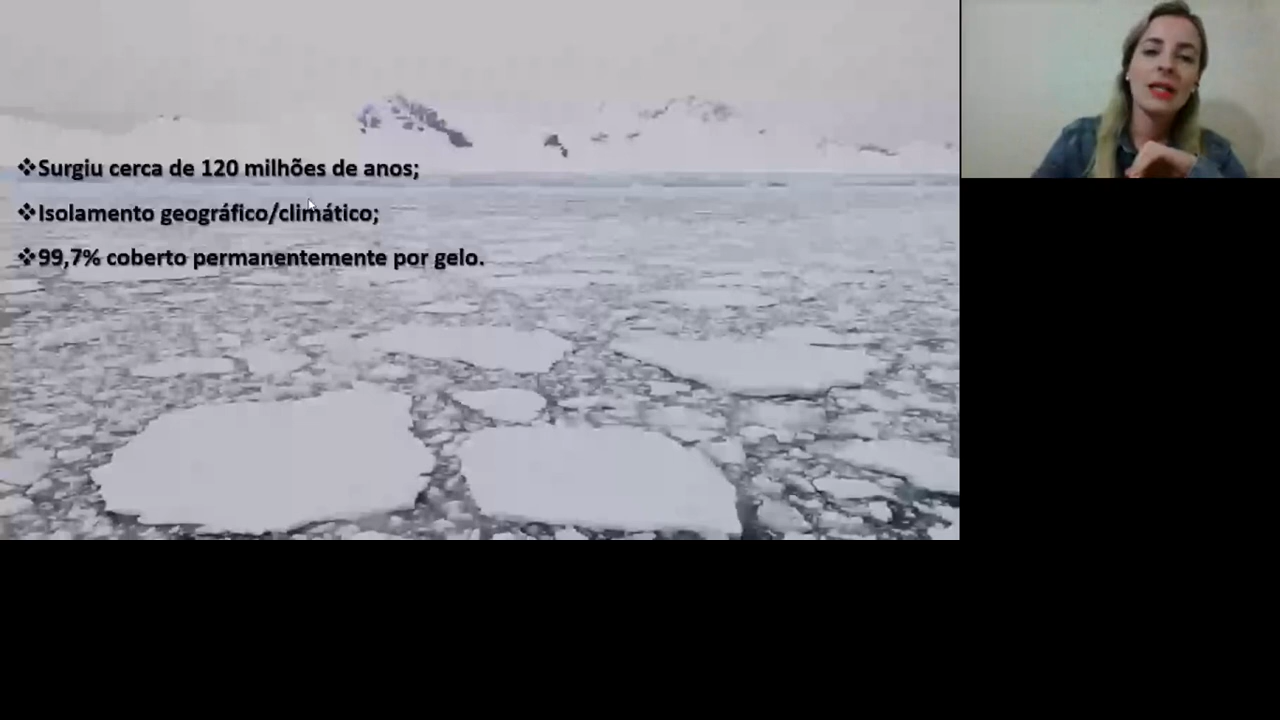 ❖Surgiu cerca de 120 milhões de anos;
❖Isolamento geográfico/climático;
❖99,7% coberto permanentemente por gelo.